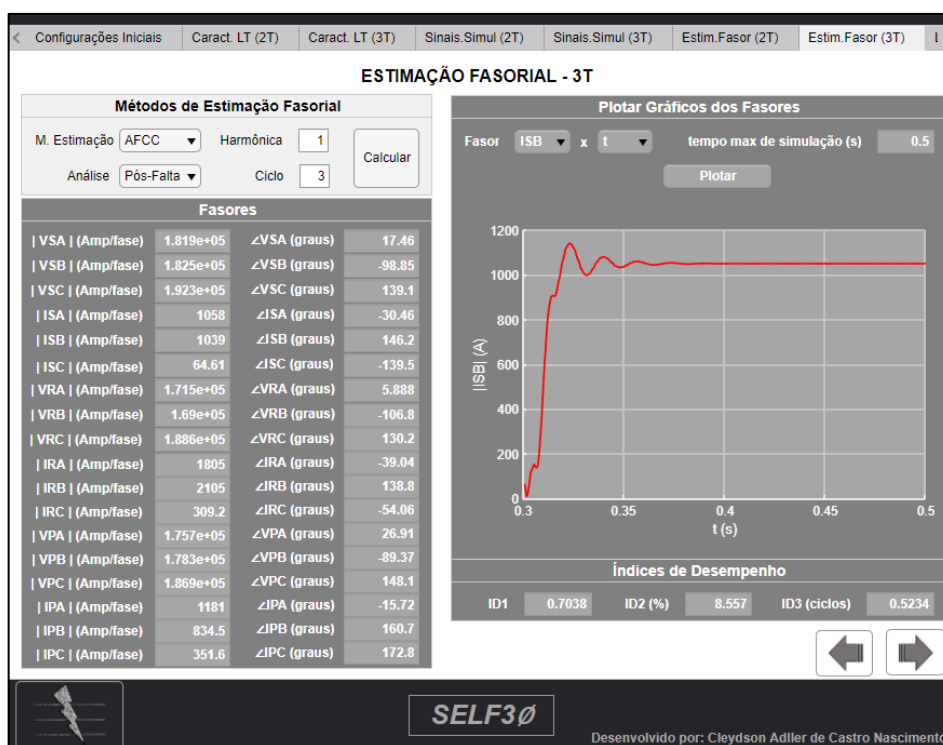 < Configurações Iniciais Caract. LT (2T) Caract. LT (3T) Sinais.Simul (2T) Sinais.Simul (3T) Estim.Fasor (2T) Estim.Fasor (3T)
ESTIMAÇÃO FASORIAL - 3T
Métodos de Estimação Fasorial
M. Estimação AFCC Harmônica 1
Calcular
Análise Pós-Falta Ciclo 3
Fasores
| VSA | (Amp/fase) 1.819e+05 ∠VSA (graus) 17.46
| VSB | (Amp/fase) 1.825e+05 ∠VSB (graus) -98.85
| VSC | (Amp/fase) 1.923e+05 ∠VSC (graus) 139.1
| ISA | (Amp/fase) 1058 ∠ISA (graus) -30.46
| ISB | (Amp/fase) 1039 ∠ISB (graus) 146.2
| ISC | (Amp/fase) 64.61 ∠ISC (graus) -139.5
| VRA | (Amp/fase) 1.715e+05 ∠VRA (graus) 5.888
| VRB | (Amp/fase) 1.69e+05 ∠VRB (graus) -106.8
| VRC | (Amp/fase) 1.886e+05 ∠VRC (graus) 130.2
| IRA | (Amp/fase) 1805 ∠IRA (graus) -39.04
| IRB | (Amp/fase) 2105 ∠IRB (graus) 138.8
| IRC | (Amp/fase) 309.2 ∠IRC (graus) -54.06
| VPA | (Amp/fase) 1.757e+05 ∠VPA (graus) 26.91
| VPB | (Amp/fase) 1.783e+05 ∠VPB (graus) -89.37
| VPC | (Amp/fase) 1.869e+05 ∠VPC (graus) 148.1
| IPA | (Amp/fase) 1181 ∠IPA (graus) -15.72
| IPB | (Amp/fase) 834.5 ∠IPB (graus) 160.7
| IPC | (Amp/fase) 351.6 ∠IPC (graus) 172.8
Plotar Gráficos dos Fasores
Fasor ISB x t tempo max de simulação (s) 0.5
Plotar
1200
1000
800
600
400
200
0
|ISB| (A)
0.3 0.35 0.4 0.45 0.5
t (s)
Índices de Desempenho
ID1 0.7038 ID2 (%) 8.557 ID3 (ciclos) 0.5234
SELF3Ø
Desenvolvido por: Cleydson Adller de Castro Nascimento